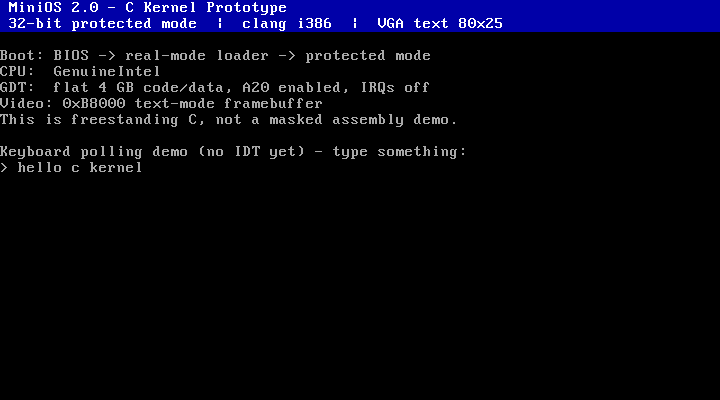 MiniOS 2.0 - C Kernel Prototype
32-bit protected mode | clang i386 | VGA text 80x25
Boot: BIOS -> real-mode loader -> protected mode
CPU: GenuineIntel
GDT: flat 4 GB code/data, A20 enabled, IRQs off
Video: 0xB8000 text-mode framebuffer
This is freestanding C, not a masked assembly demo.
Keyboard polling demo (no IDT yet) - type something:
> hello c kernel